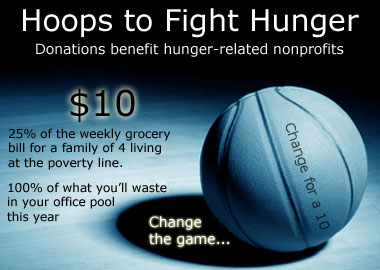 Hoops to Fight Hunger
Donations benefit hunger-related nonprofits
$10
25% of the weekly grocery
bill for a family of 4 living
at the poverty line.
100% of what you'll waste
in your office pool
this year
Change for a 10
Change
the game...